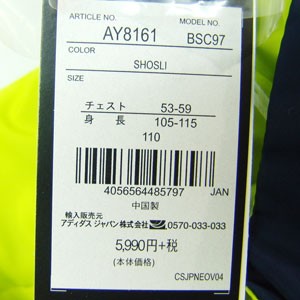 ARTICLE NO. MODEL NO.
AY8161 BSC97
COLOR
SHOSLI
SIZE
チェスト 53-59
身 長 105-115
110
4056564485797 JAN
中国製
輸入販売元
アディダス ジャパン株式会社 0570-033-033
5,990円+税
(本体価格)
CSJPNEOV04